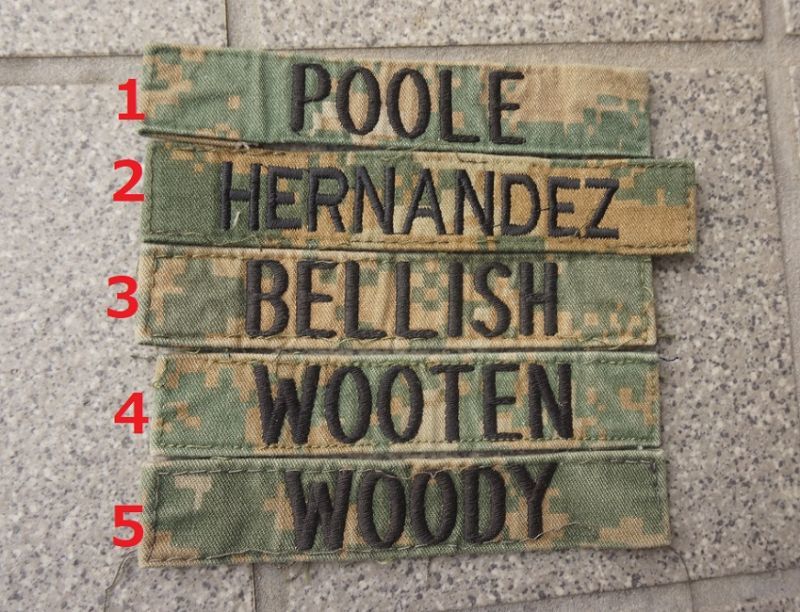 1 POOLE
2 HERNANDEZ
3 BELLISH
4 WOOTEN
5 WOODY